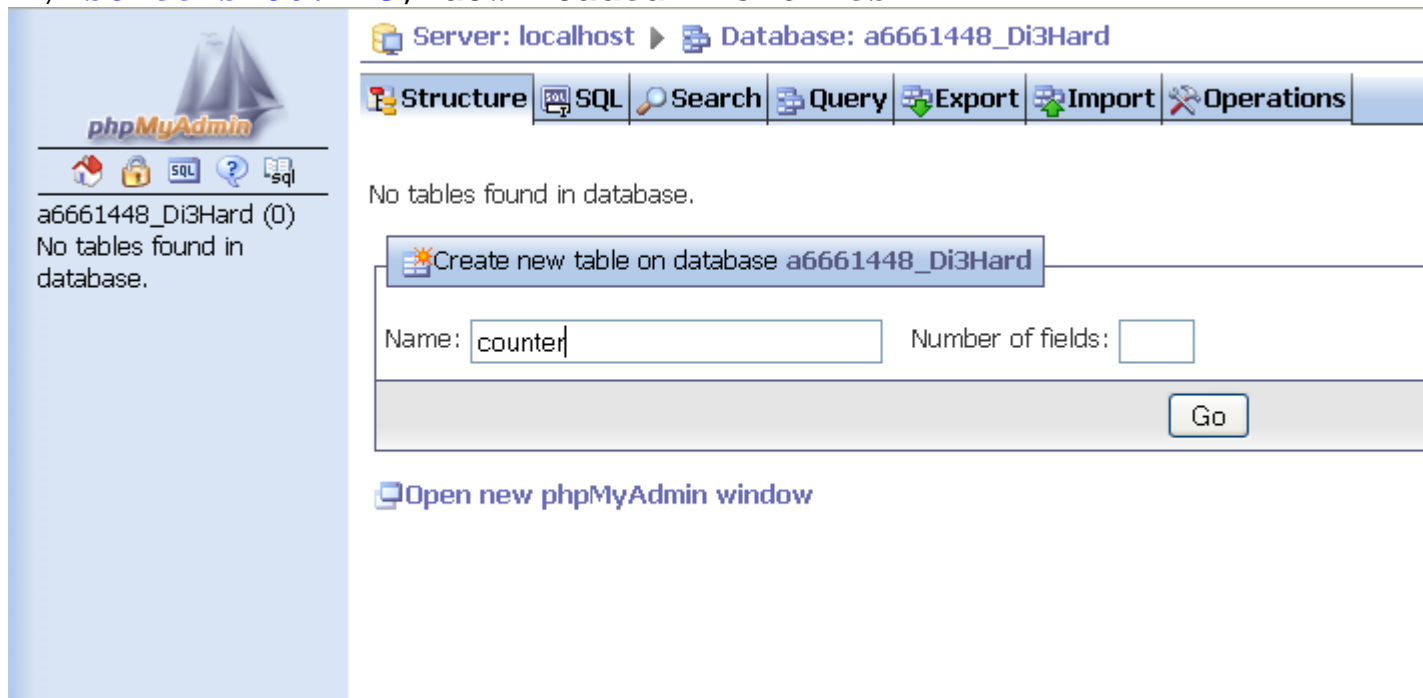 Server: localhost Database: a6661448_Di3Hard
Structure SQL Search Query Export Import Operations
phpMyAdmin
SQL sql
a6661448_Di3Hard (0)
No tables found in
database.
No tables found in database.
Create new table on database a6661448_Di3Hard
Name: counter Number of fields:
Go
Open new phpMyAdmin window